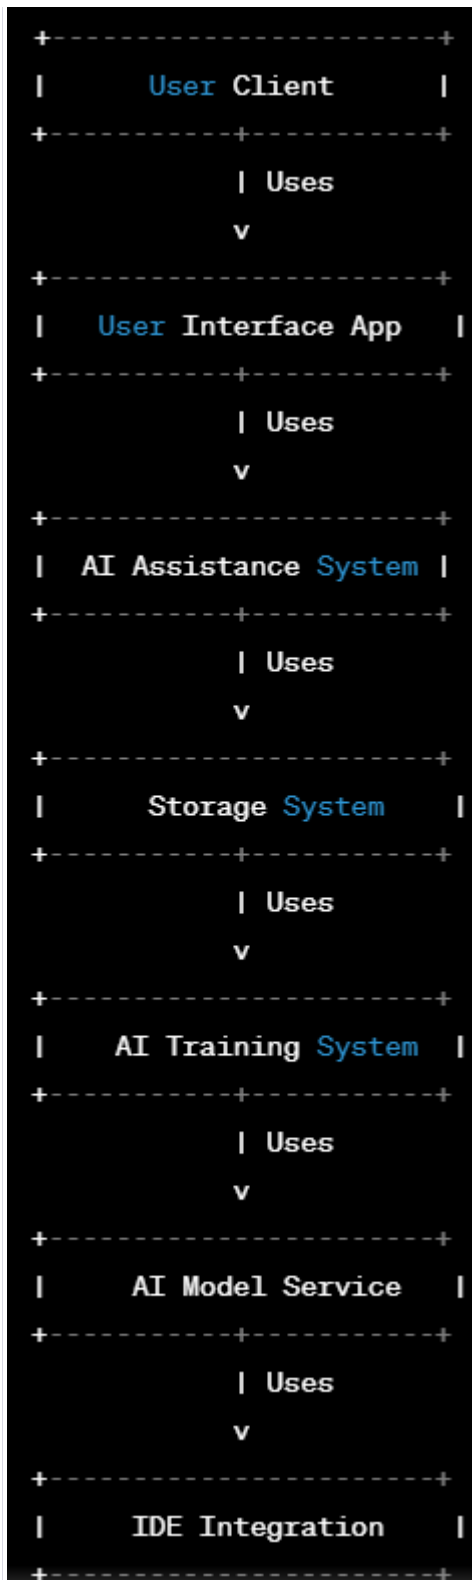 +-----------------------+
|      User Client      |
+-----------+-----------+
            | Uses
            v
+-----------------------+
|   User Interface App   |
+-----------+-----------+
            | Uses
            v
+-----------------------+
|  AI Assistance System |
+-----------+-----------+
            | Uses
            v
+-----------------------+
|      Storage System    |
+-----------+-----------+
            | Uses
            v
+-----------------------+
|    AI Training System  |
+-----------+-----------+
            | Uses
            v
+-----------------------+
|     AI Model Service   |
+-----------+-----------+
            | Uses
            v
+-----------------------+
|     IDE Integration    |
+-----------------------+